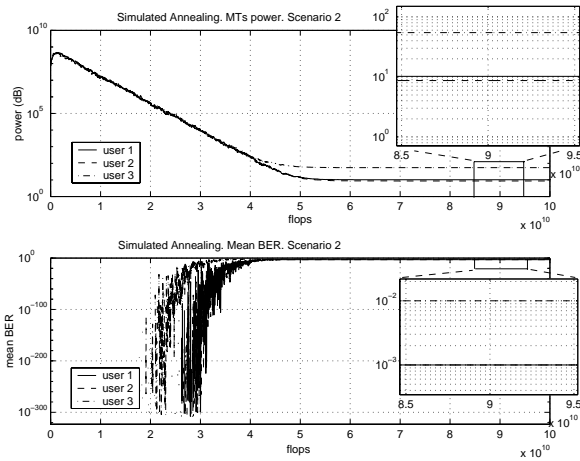 Simulated Annealing. MTs power. Scenario 2
10^10
10^5
10^0
power (dB)
user 1
user 2
user 3
0 1 2 3 4 5 6 7 8 9 10
flops
x 10^10
10^2
10^1
10^0
8.5 9 9.5
x 10^10
Simulated Annealing. Mean BER. Scenario 2
10^0
10^-100
10^-200
10^-300
mean BER
user 1
user 2
user 3
0 1 2 3 4 5 6 7 8 9 10
flops
x 10^10
10^-2
10^-3
8.5 9 9.5
x 10^10